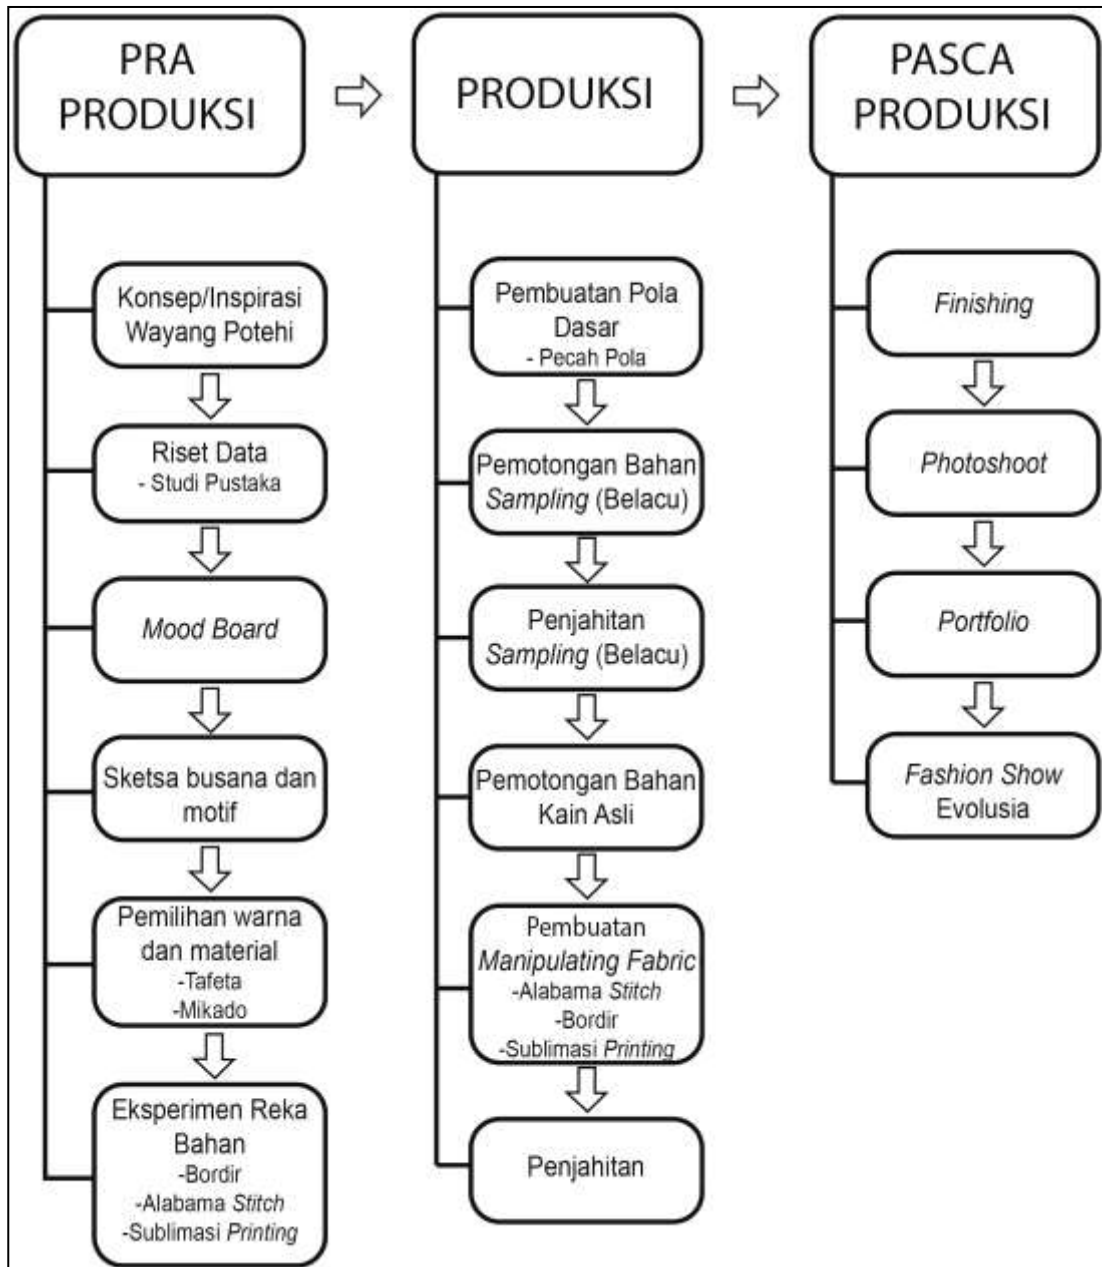 PRA
PRODUKSI
PRODUKSI
PASCA
PRODUKSI
Konsep/Inspirasi
Wayang Potehi
Riset Data
- Studi Pustaka
Mood Board
Sketsa busana dan
motif
Pemilihan warna
dan material
-Tafeta
-Mikado
Eksperimen Reka
Bahan
-Bordir
-Alabama Stitch
-Sublimasi Printing
Pembuatan Pola
Dasar
- Pecah Pola
Pemotongan Bahan
Sampling (Belacu)
Penjahitan
Sampling (Belacu)
Pemotongan Bahan
Kain Asli
Pembuatan
Manipulating Fabric
-Alabama Stitch
-Bordir
-Sublimasi Printing
Penjahitan
Finishing
Photoshoot
Portfolio
Fashion Show
Evolusia